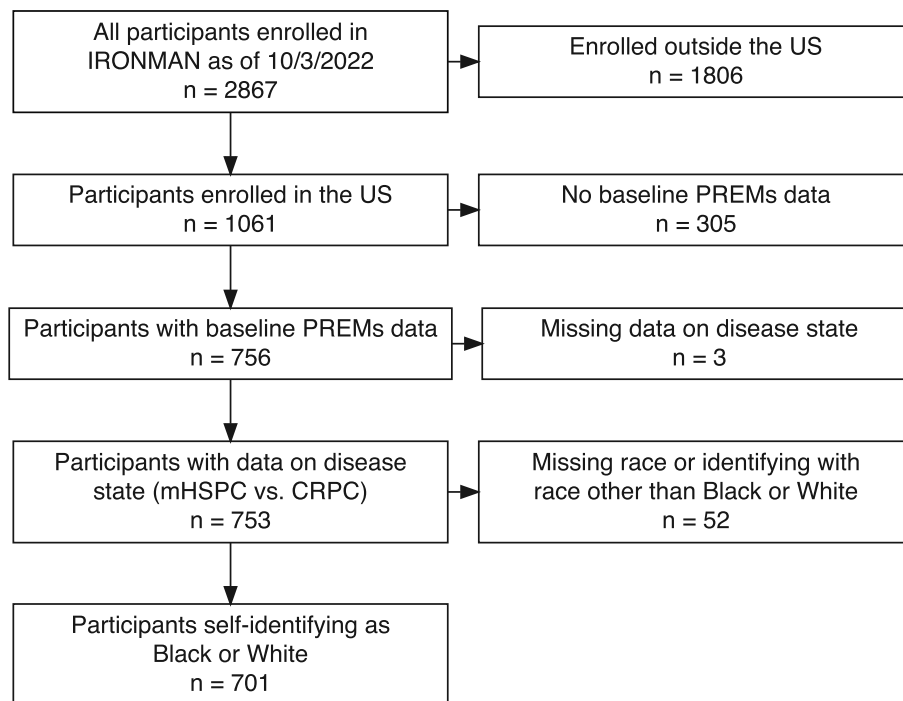 All participants enrolled in
IRONMAN as of 10/3/2022
n = 2867
Enrolled outside the US
n = 1806
Participants enrolled in the US
n = 1061
No baseline PREMs data
n = 305
Participants with baseline PREMs data
n = 756
Missing data on disease state
n = 3
Participants with data on disease
state (mHSPC vs. CRPC)
n = 753
Missing race or identifying with
race other than Black or White
n = 52
Participants self-identifying as
Black or White
n = 701